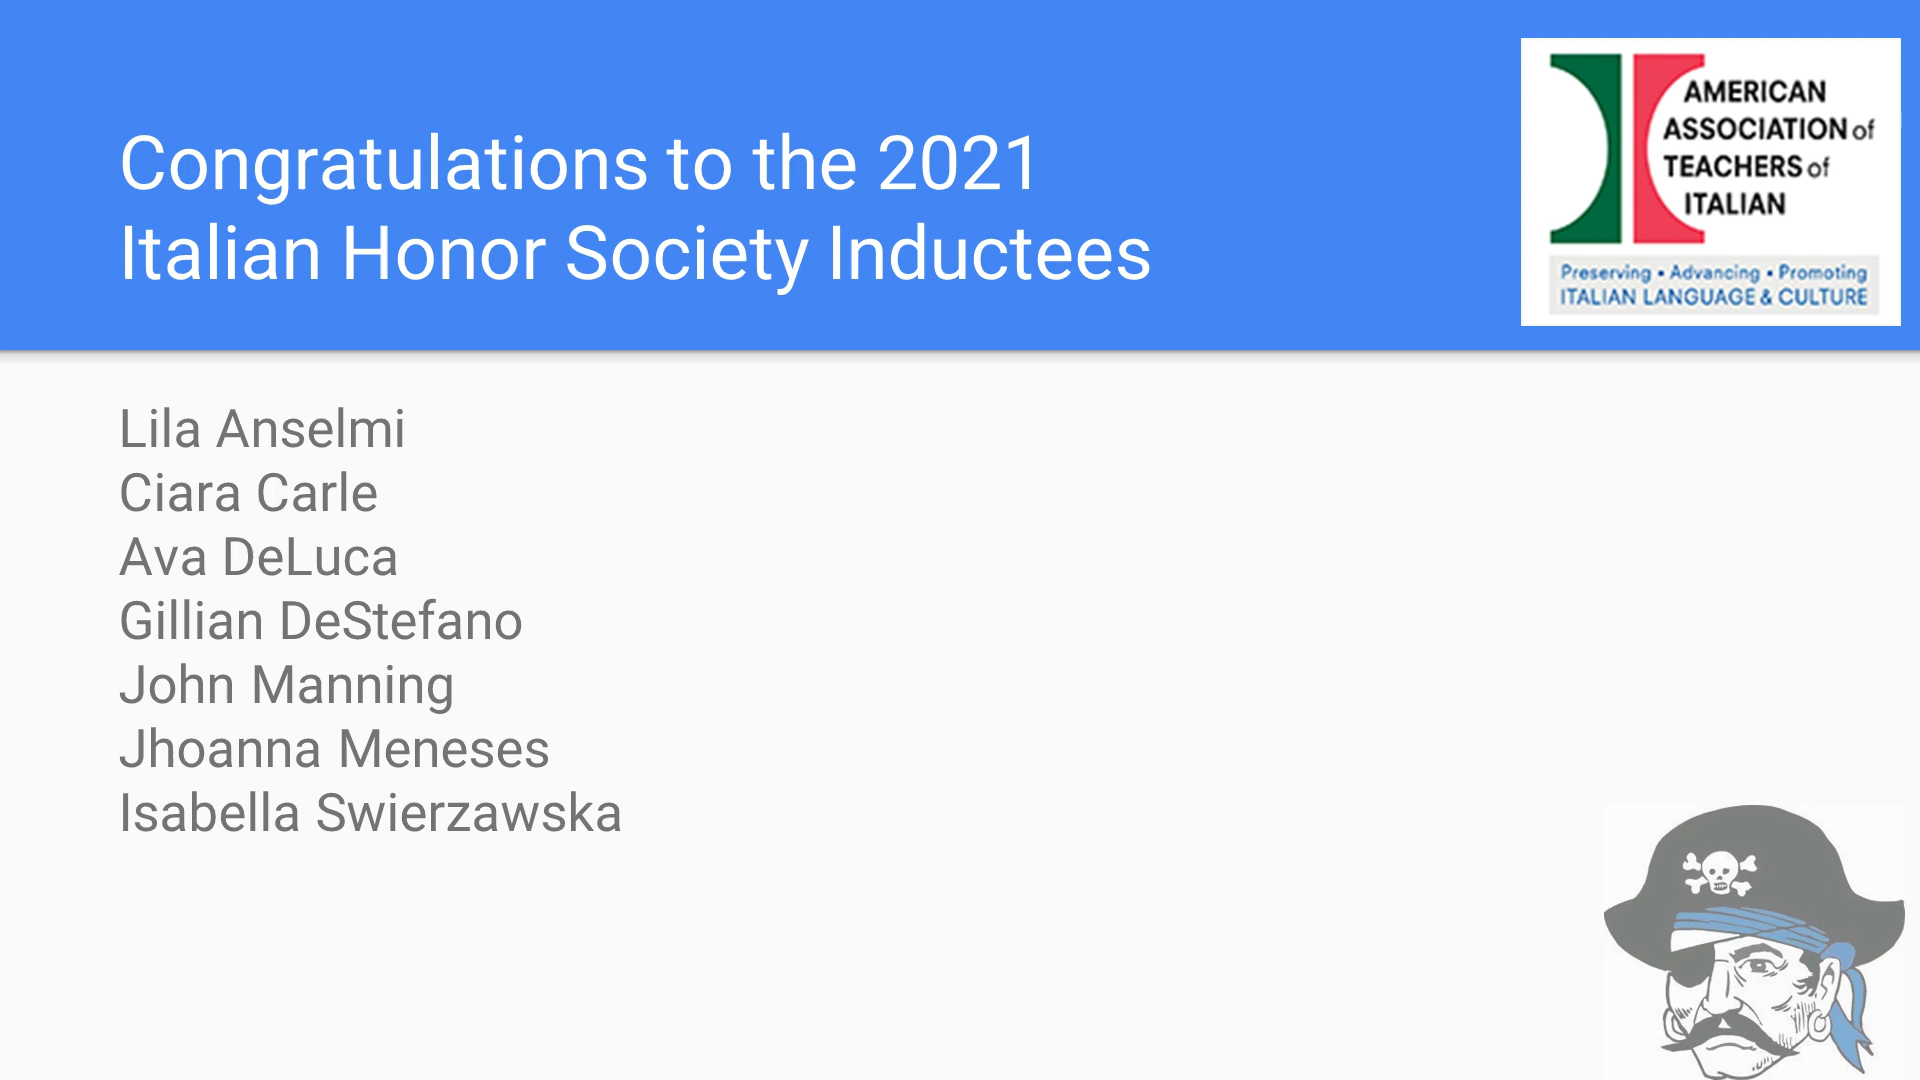 Congratulations to the 2021
Italian Honor Society Inductees
AMERICAN
ASSOCIATION of
TEACHERS of
ITALIAN
Preserving • Advancing • Promoting
ITALIAN LANGUAGE & CULTURE
Lila Anselmi
Ciara Carle
Ava DeLuca
Gillian DeStefano
John Manning
Jhoanna Meneses
Isabella Swierzawska